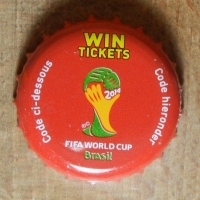 WIN
TICKETS
Code ci-dessous
2014
Code hieronder
FIFA WORLD CUP
Brasil